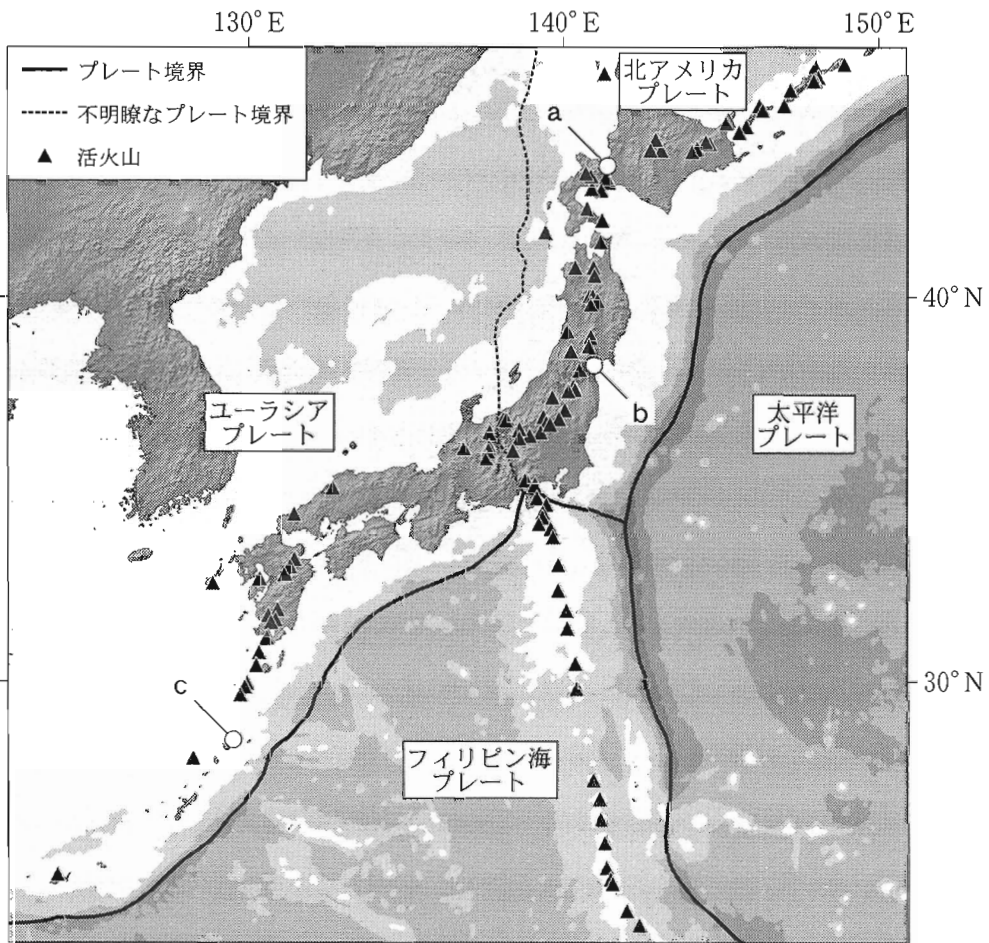 130°E
140°E
150°E
プレート境界
不明瞭なプレート境界
活火山
北アメリカ
プレート
a
40°N
ユーラシア
プレート
b
太平洋
プレート
30°N
c
フィリピン海
プレート